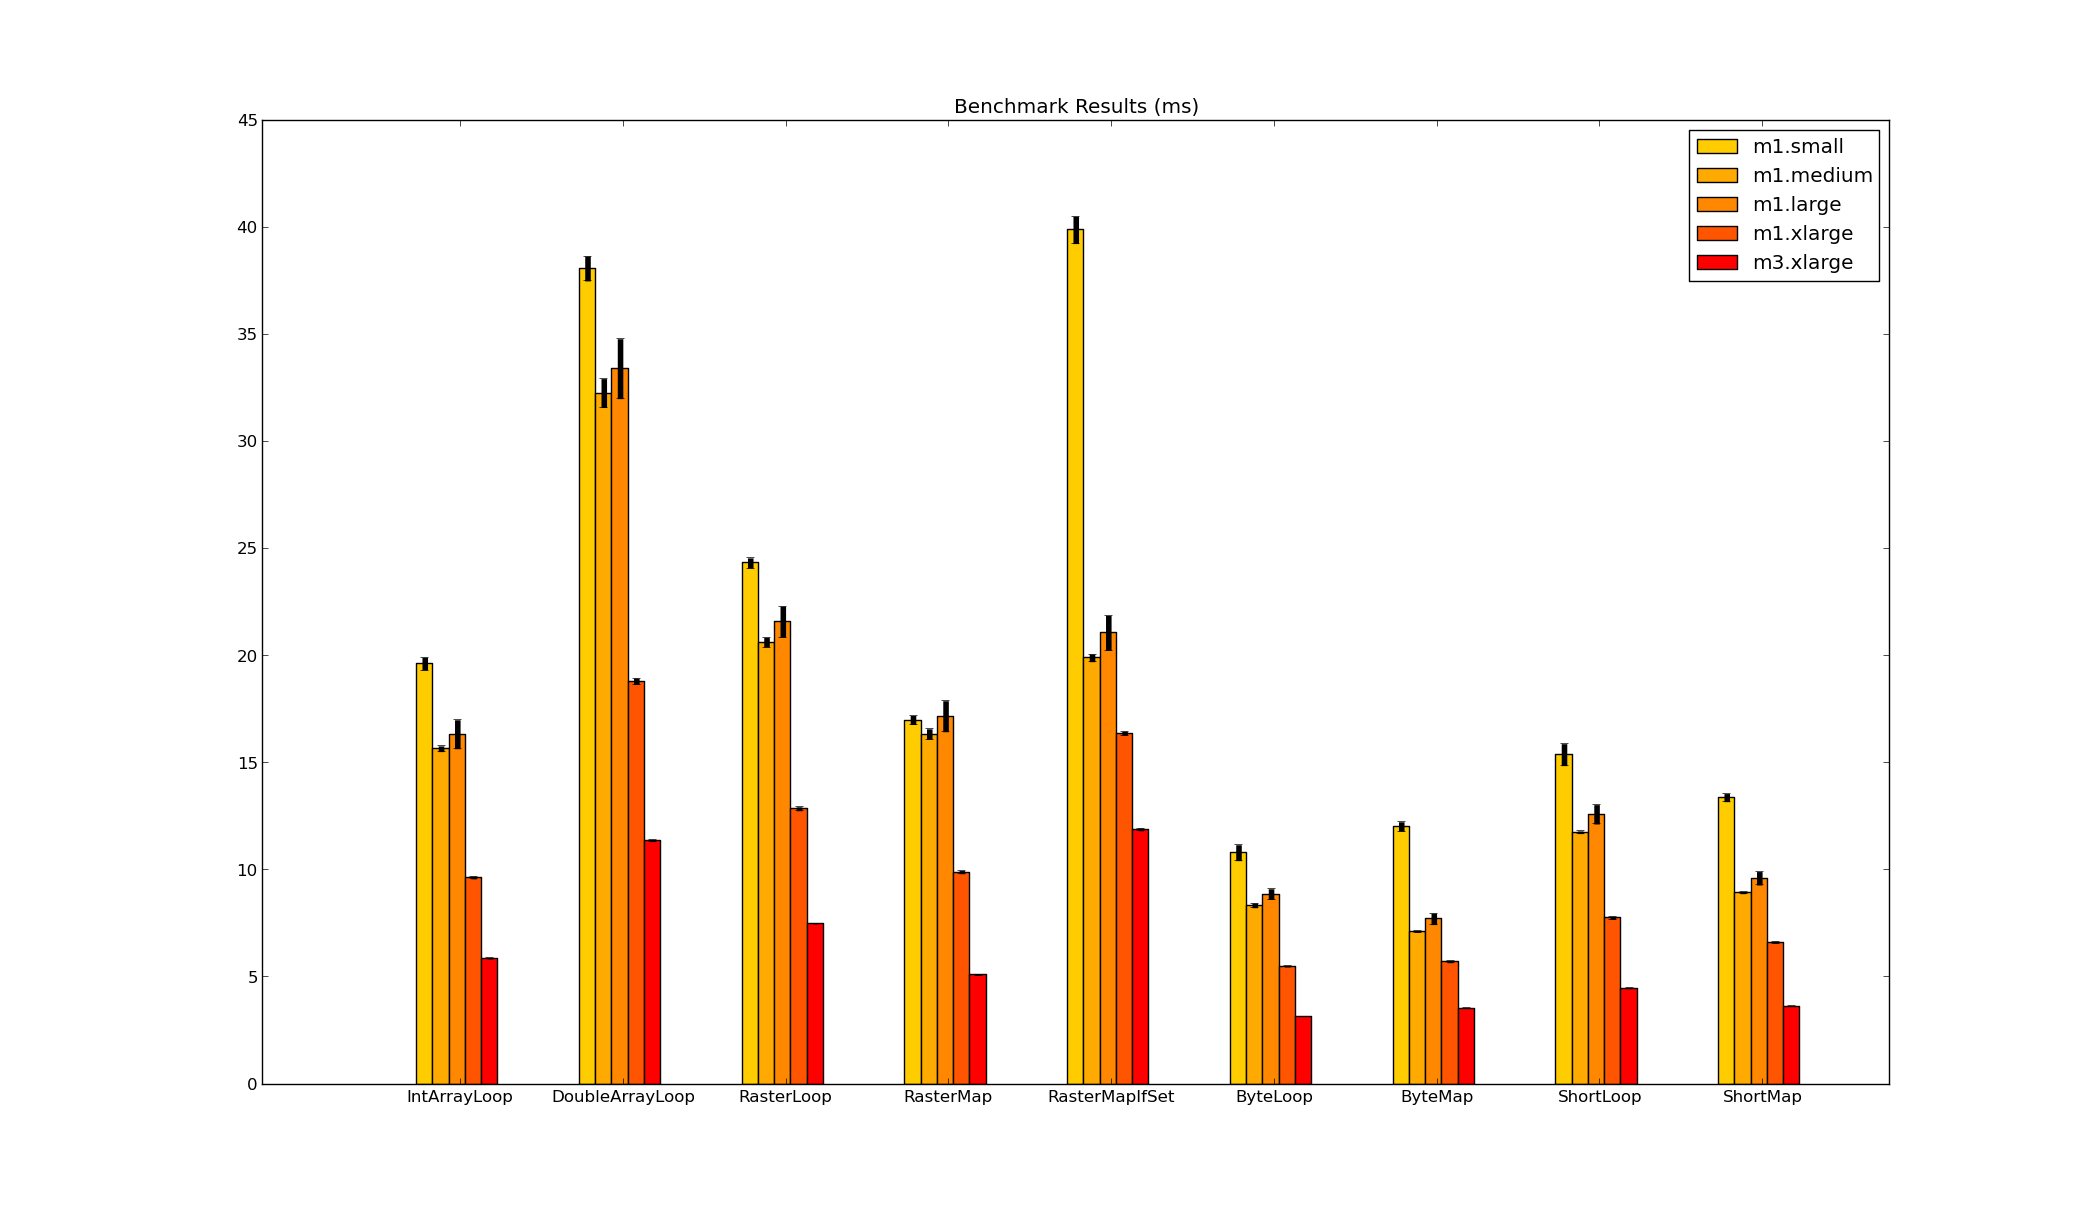 Benchmark Results (ms)
45
40
35
30
25
20
15
10
5
0
m1.small
m1.medium
m1.large
m1.xlarge
m3.xlarge
IntArrayLoop DoubleArrayLoop RasterLoop RasterMap RasterMapIfSet ByteLoop ByteMap ShortLoop ShortMap